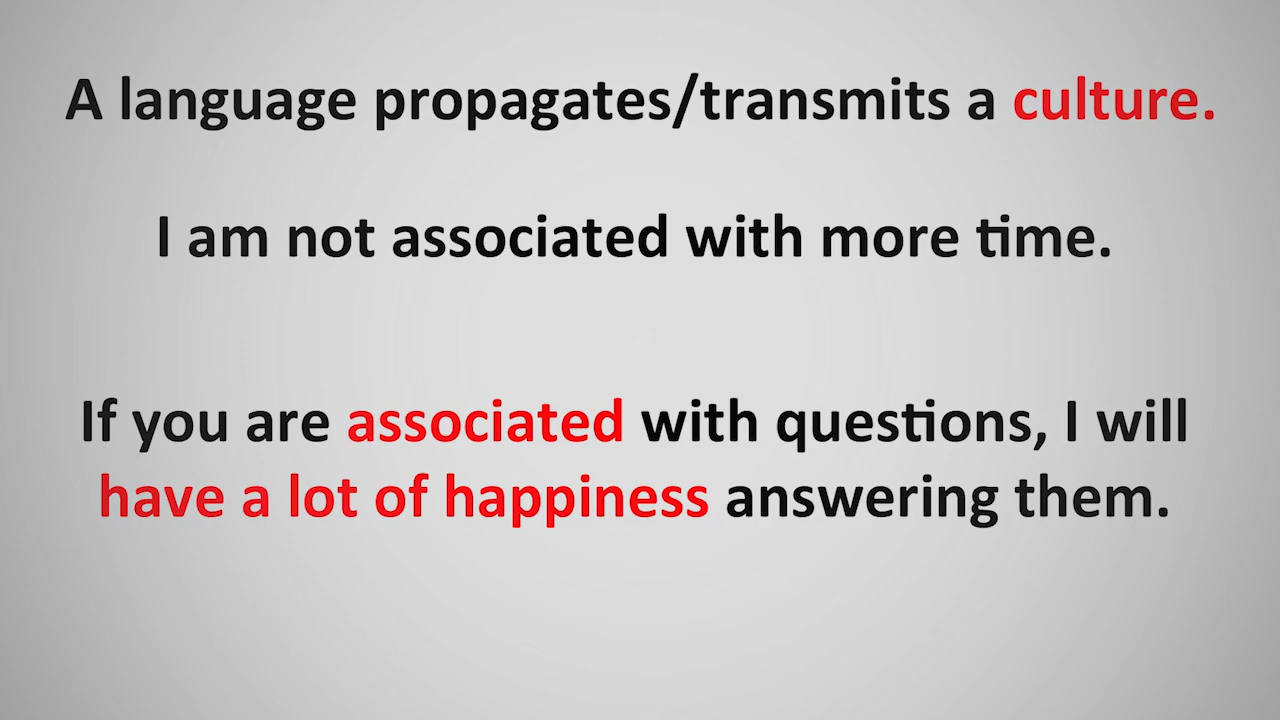 A language propagates/transmits a culture.
I am not associated with more time.
If you are associated with questions, I will
have a lot of happiness answering them.